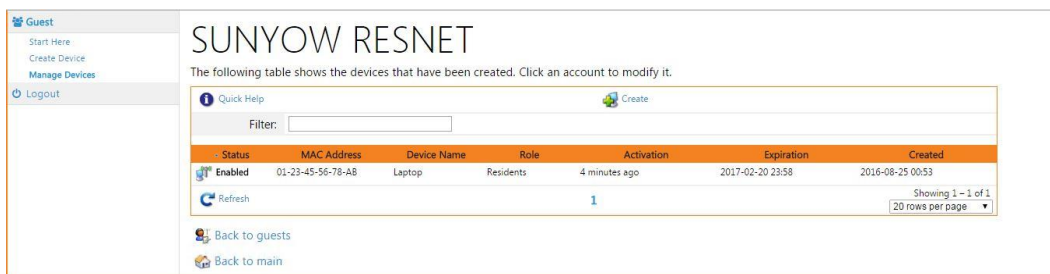 Guest
Start Here
Create Device
Manage Devices
Logout
SUNYOW RESNET
The following table shows the devices that have been created. Click an account to modify it.
Quick Help Create
Filter:
Status MAC Address Device Name Role Activation Expiration Created
Enabled 01-23-45-56-78-AB Laptop Residents 4 minutes ago 2017-02-20 23:58 2016-08-25 00:53
Refresh 1 Showing 1 – 1 of 1
20 rows per page
Back to guests
Back to main